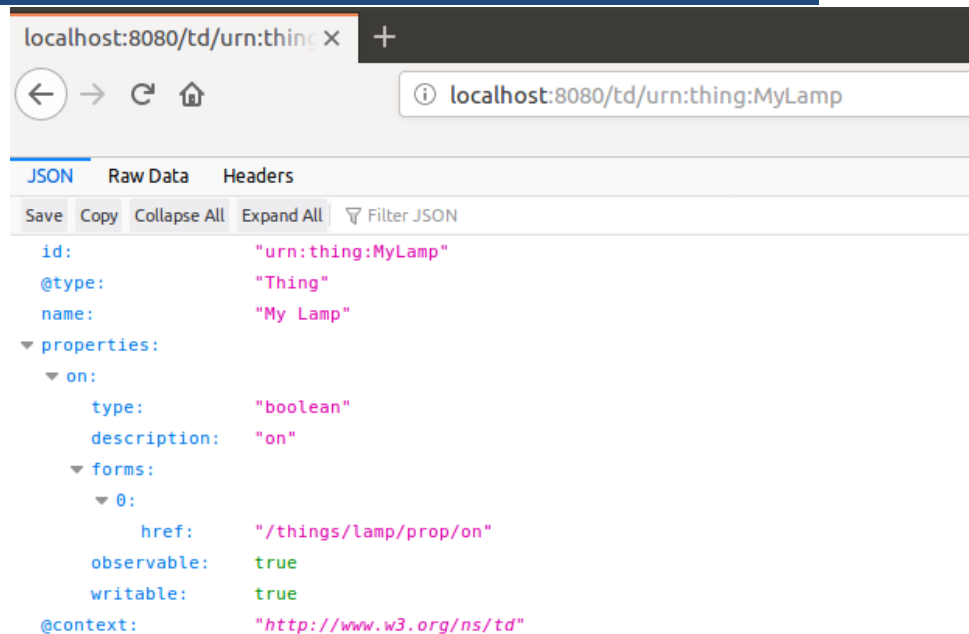 localhost:8080/td/urn:thing
localhost:8080/td/urn:thing:MyLamp
JSON Raw Data Headers
Save Copy Collapse All Expand All Filter JSON
id: "urn:thing:MyLamp"
@type: "Thing"
name: "My Lamp"
properties:
on:
type: "boolean"
description: "on"
forms:
0:
href: "/things/lamp/prop/on"
observable: true
writable: true
@context: "http://www.w3.org/ns/td"